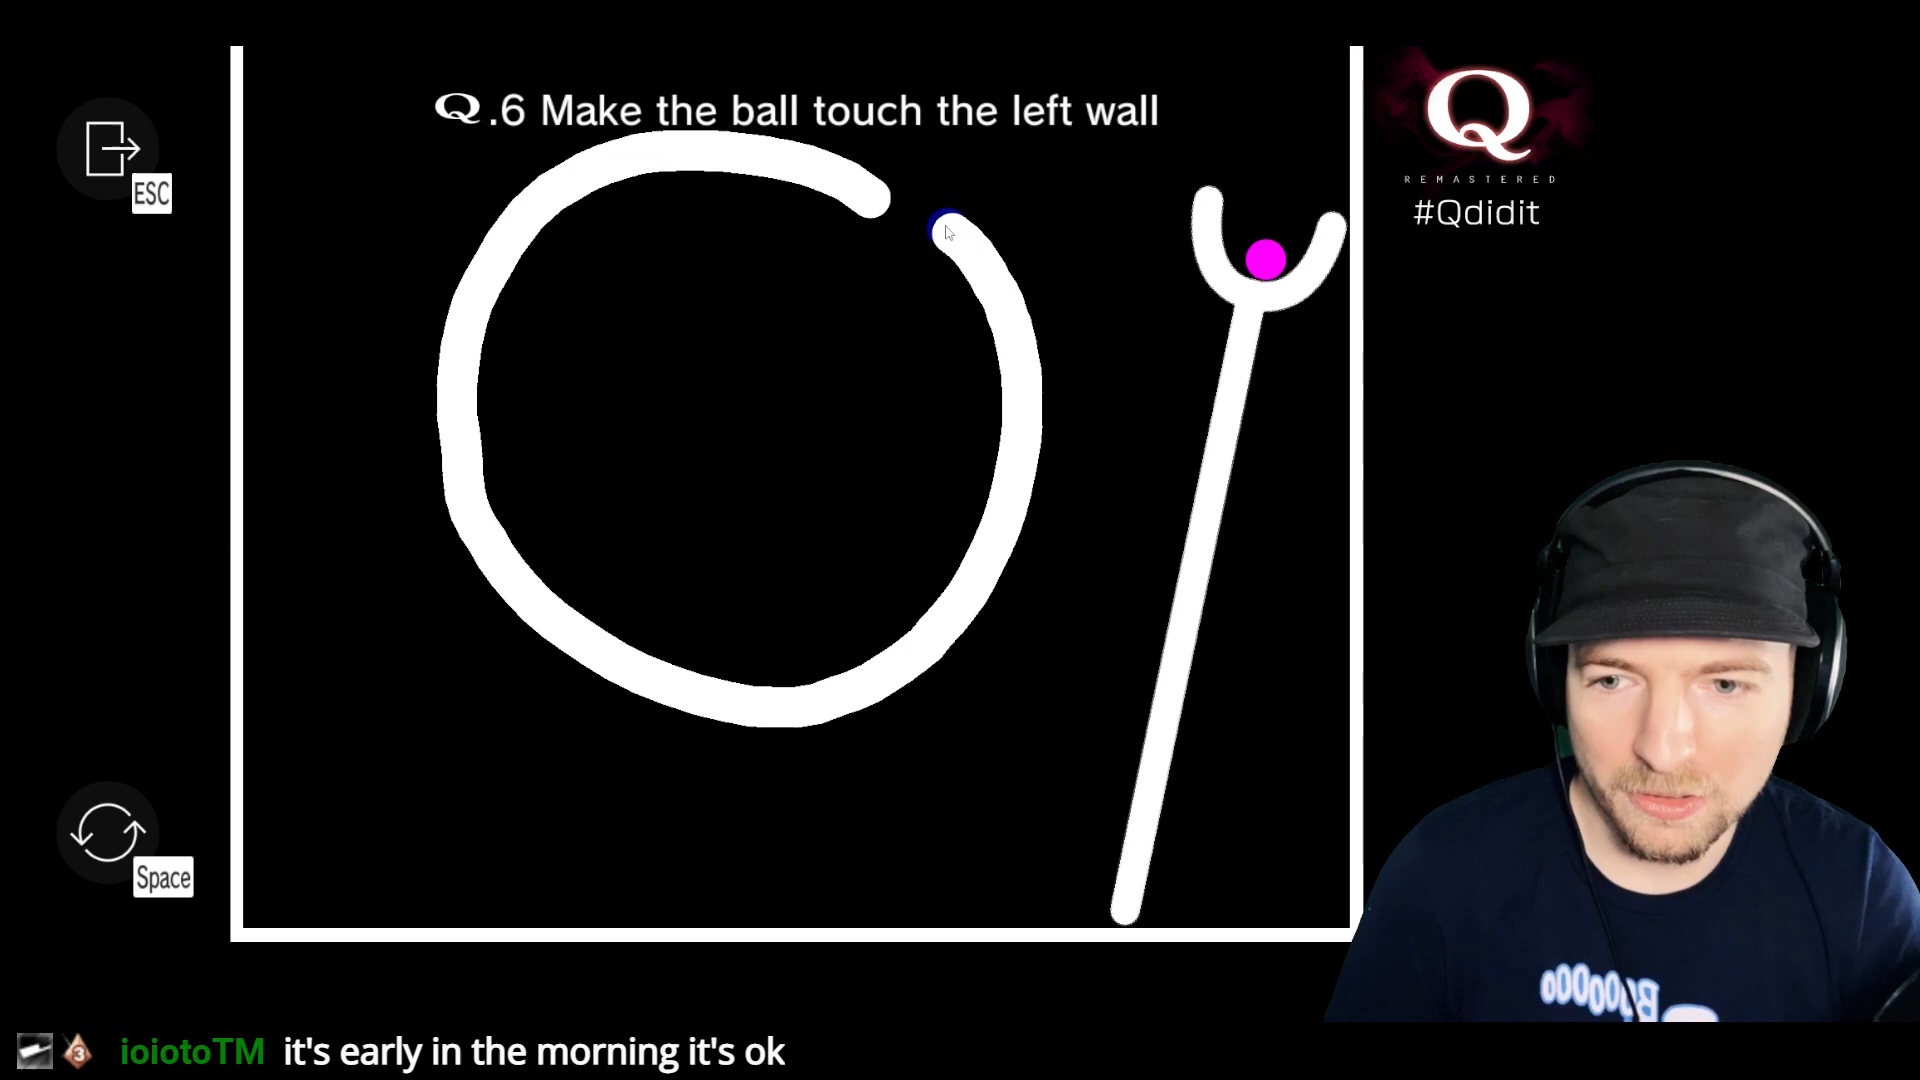 Q.6 Make the ball touch the left wall
ESC
Q
REMASTERED
#Qdidit
Space
ioiotoTM it's early in the morning it's ok
3